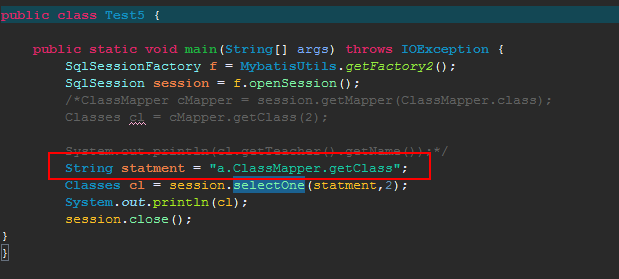 public class Test5 {
public static void main(String[] args) throws IOException {
SqlSessionFactory f = MybatisUtils.getFactory2();
SqlSession session = f.openSession();
/*ClassMapper cMapper = session.getMapper(ClassMapper.class);
Classes cl = cMapper.getClass(2);
System.out.println(cl.getTeacher().getName());*/
String statment = "a.ClassMapper.getClass";
Classes cl = session.selectOne(statment,2);
System.out.println(cl);
session.close();
}
}